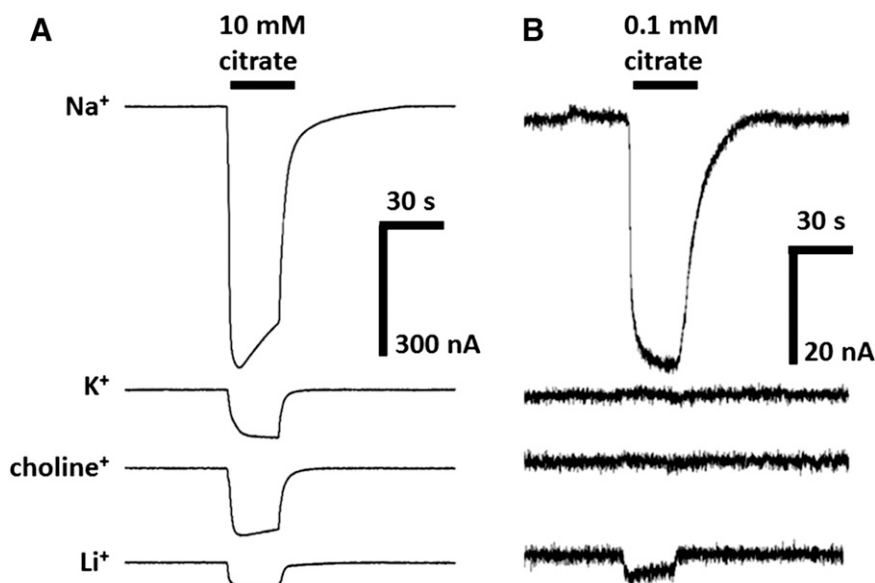 A
10 mM
citrate
Na⁺
30 s
300 nA
K⁺
choline⁺
Li⁺
B
0.1 mM
citrate
30 s
20 nA